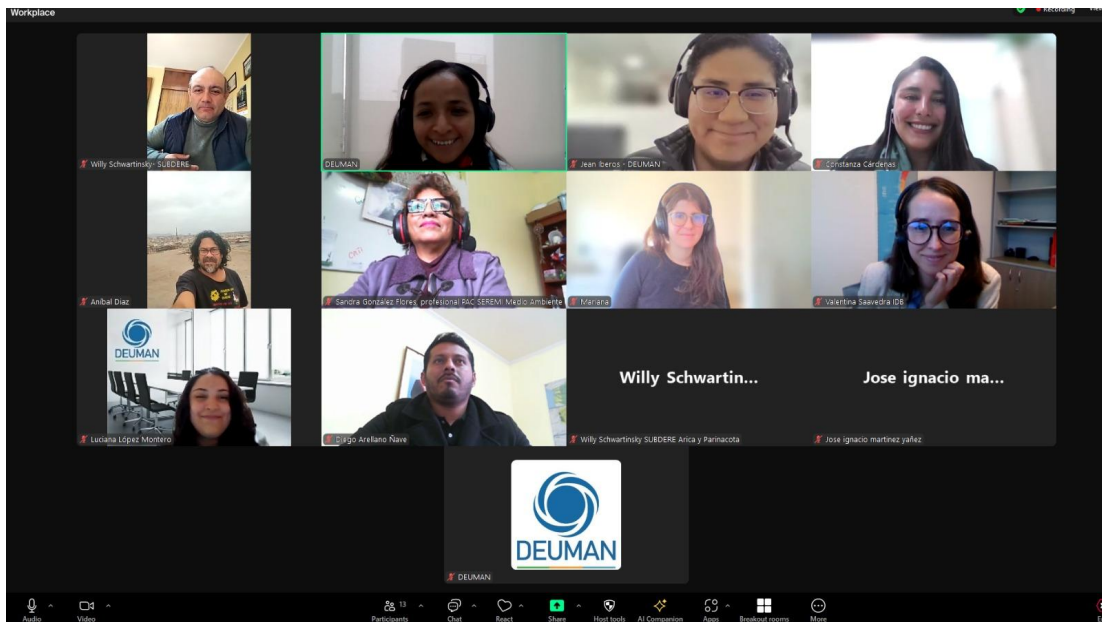 Workplace
Recording
View
Willy Schwartinsky- SUBDERE
DEUMAN
Jean Iberos - DEUMAN
Constanza Cárdenas
Aníbal Diaz
Sandra González Flores, profesional PAC SEREMI Medio Ambiente
Mariana
Valentina Saavedra IDB
DEUMAN
Luciana López Montero
Diego Arellano Ñave
Willy Schwartin...
Willy Schwartinsky SUBDERE Arica y Parinacota
Jose ignacio ma...
Jose ignacio martinez yañez
DEUMAN
DEUMAN
Audio
Video
13
Participants
Chat
React
Share
Host tools
AI Companion
Apps
Breakout rooms
More